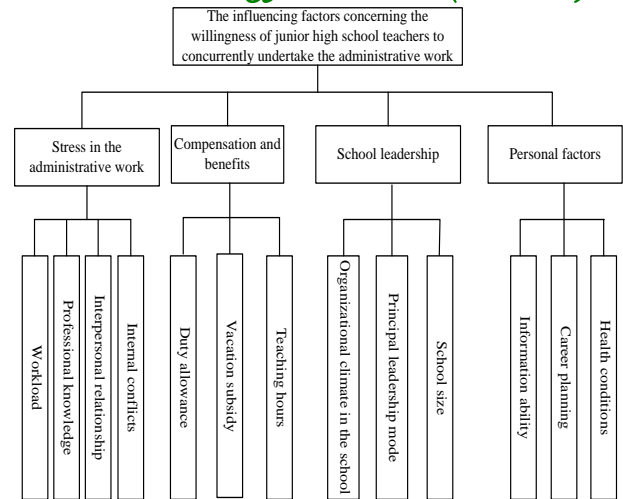 The influencing factors concerning the
willingness of junior high school teachers to
concurrently undertake the administrative work
Stress in the
administrative work
Compensation and
benefits
School leadership
Personal factors
Workload
Professional knowledge
Interpersonal relationship
Internal conflicts
Duty allowance
Vacation subsidy
Teaching hours
Organizational climate in the school
Principal leadership mode
School size
Information ability
Career planning
Health conditions